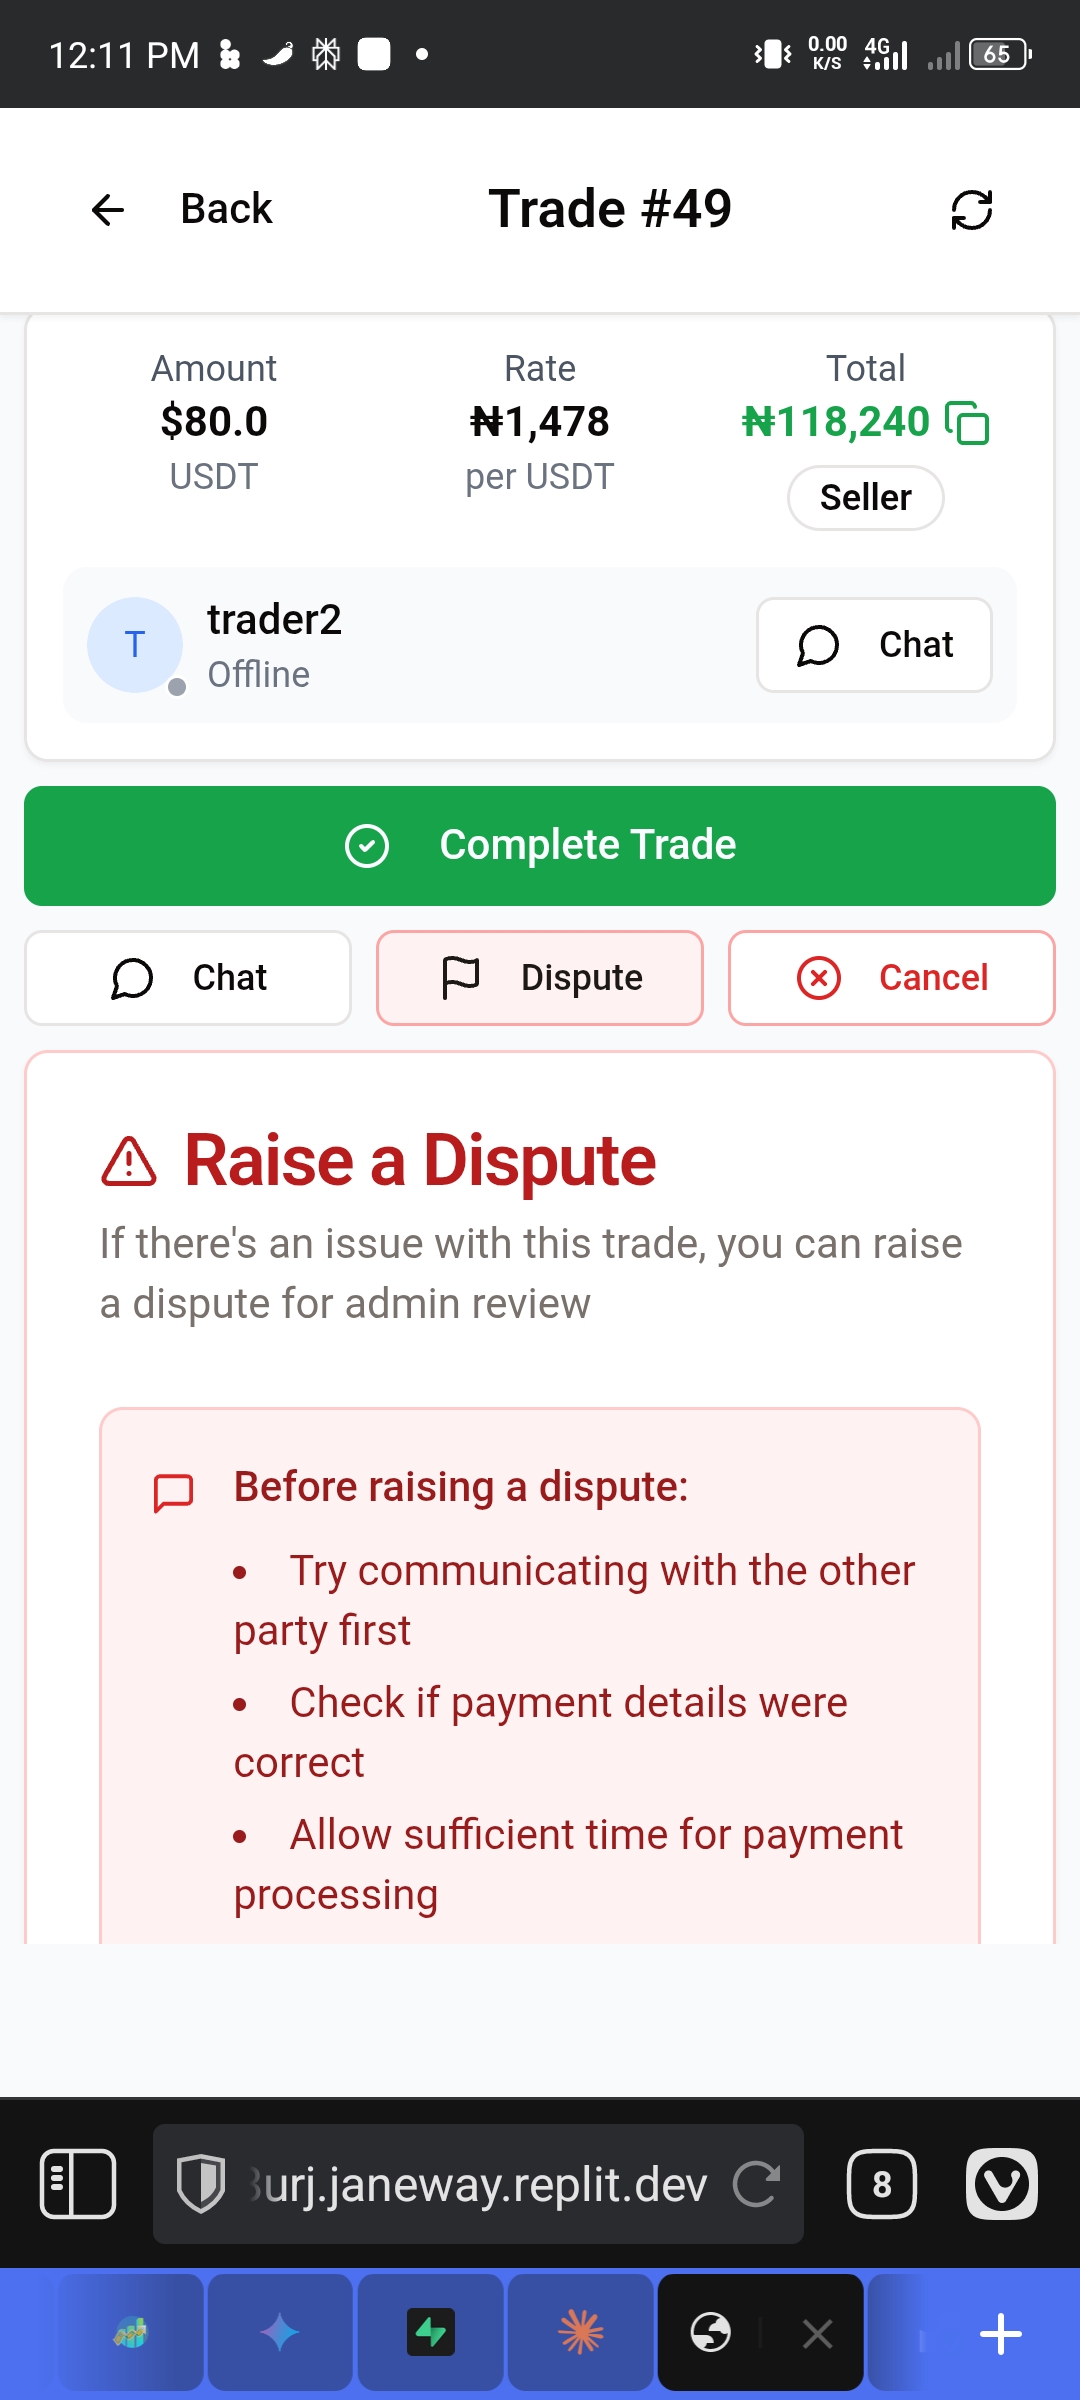 12:11 PM
0.00
K/S
4G
65
Back
Trade #49
Amount
Rate
Total
$80.0
₦1,478
₦118,240
USDT
per USDT
Seller
T
trader2
Offline
Chat
Complete Trade
Chat
Dispute
Cancel
Raise a Dispute
If there's an issue with this trade, you can raise
a dispute for admin review
Before raising a dispute:
• Try communicating with the other
party first
• Check if payment details were
correct
• Allow sufficient time for payment
processing
urj.janeway.replit.dev
8